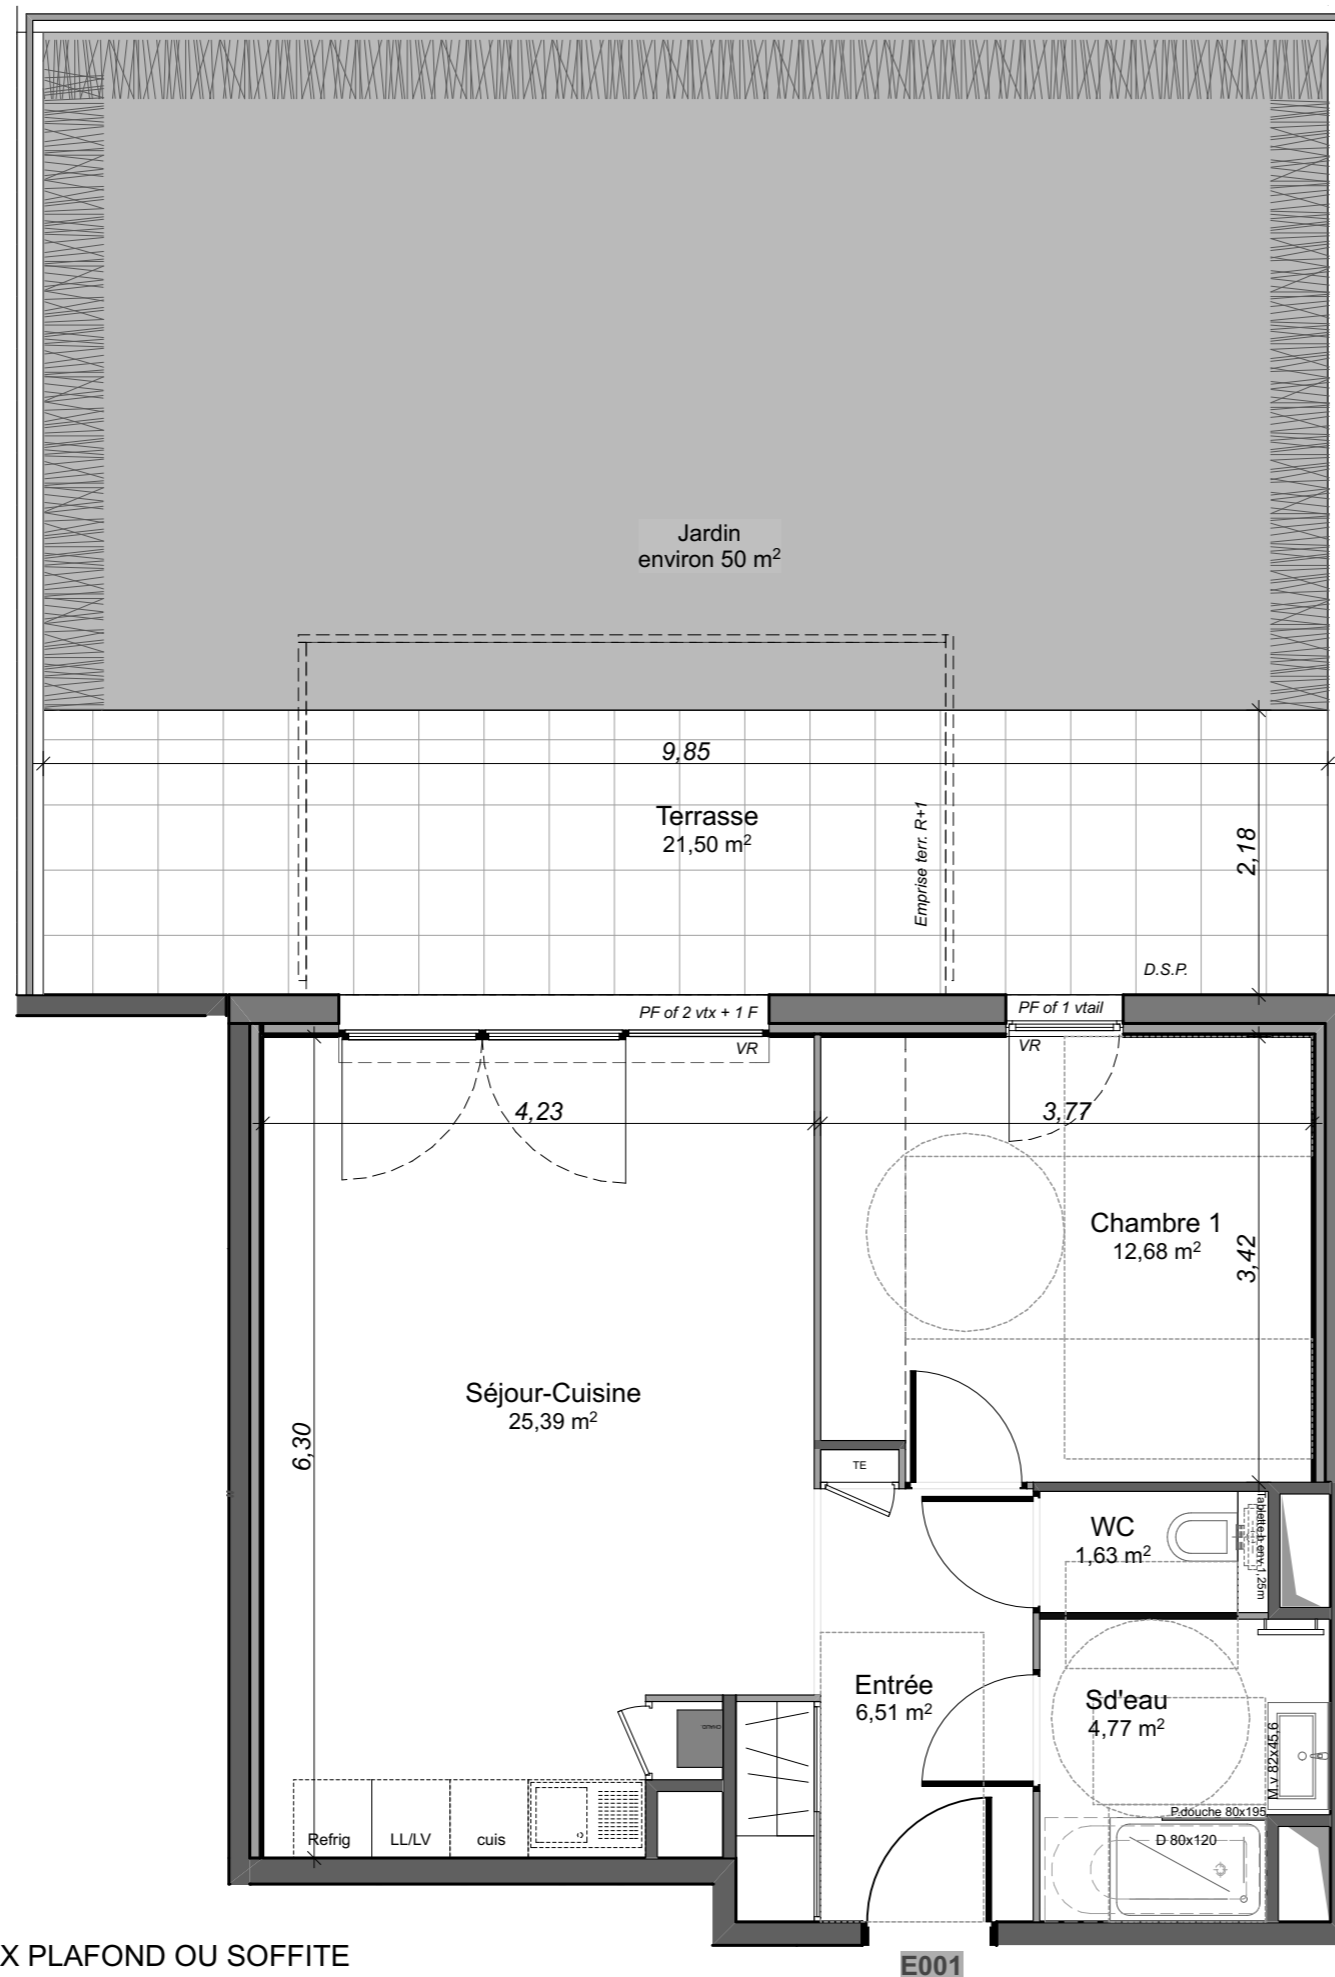 Jardin
environ 50 m²
9,85
Terrasse
21,50 m²
Emprise terr. R+1
2,18
D.S.P.
PF of 2 vtx + 1 F
PF of 1 vtail
VR
VR
4,23
3,77
Chambre 1
12,68 m²
3,42
Séjour-Cuisine
25,39 m²
6,30
TE
WC
1,63 m²
Tablette h env 1,25m
Entrée
6,51 m²
Sd'eau
4,77 m²
M.v 82x45,6
CHAUD
P.douche 80x195
D 80x120
Refrig
LL/LV
cuis
X PLAFOND OU SOFFITE
E001